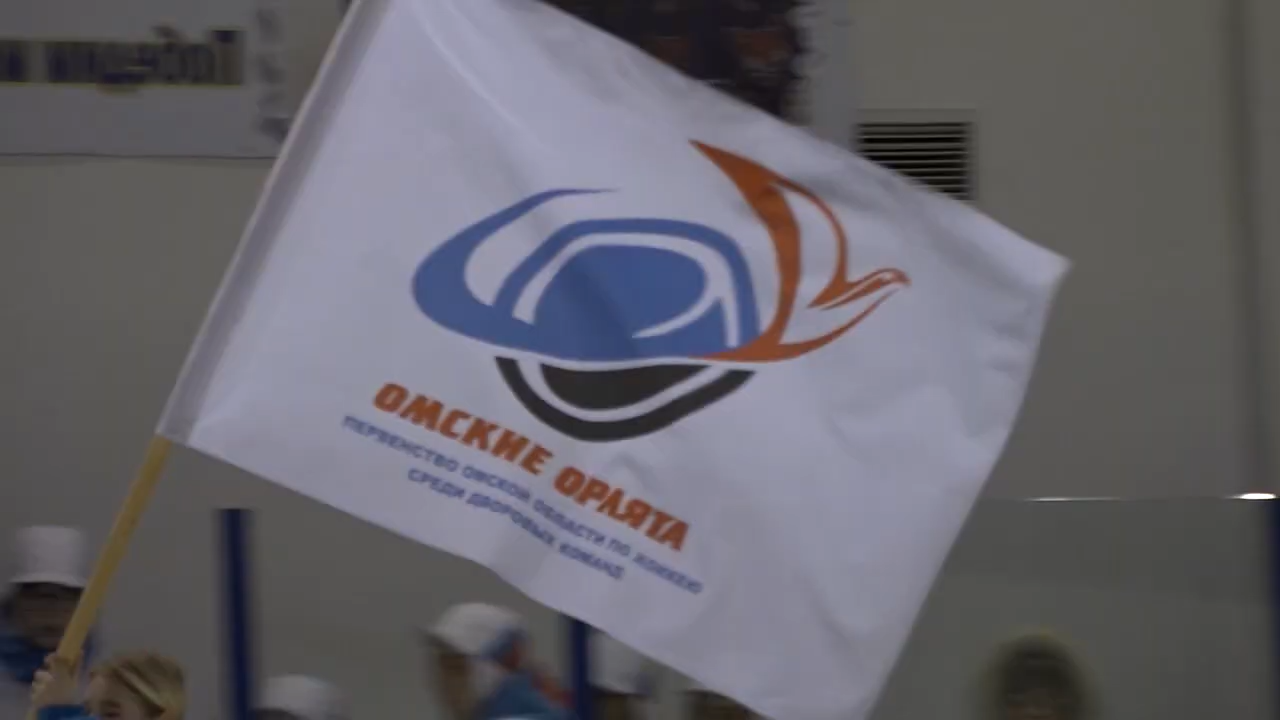 ОМСКИЕ ОРЛЯТА
ПЕРВЕНСТВО ОМСКОЙ ОБЛАСТИ ПО ХОККЕЮ
СРЕДИ ДВОРОВЫХ КОМАНД